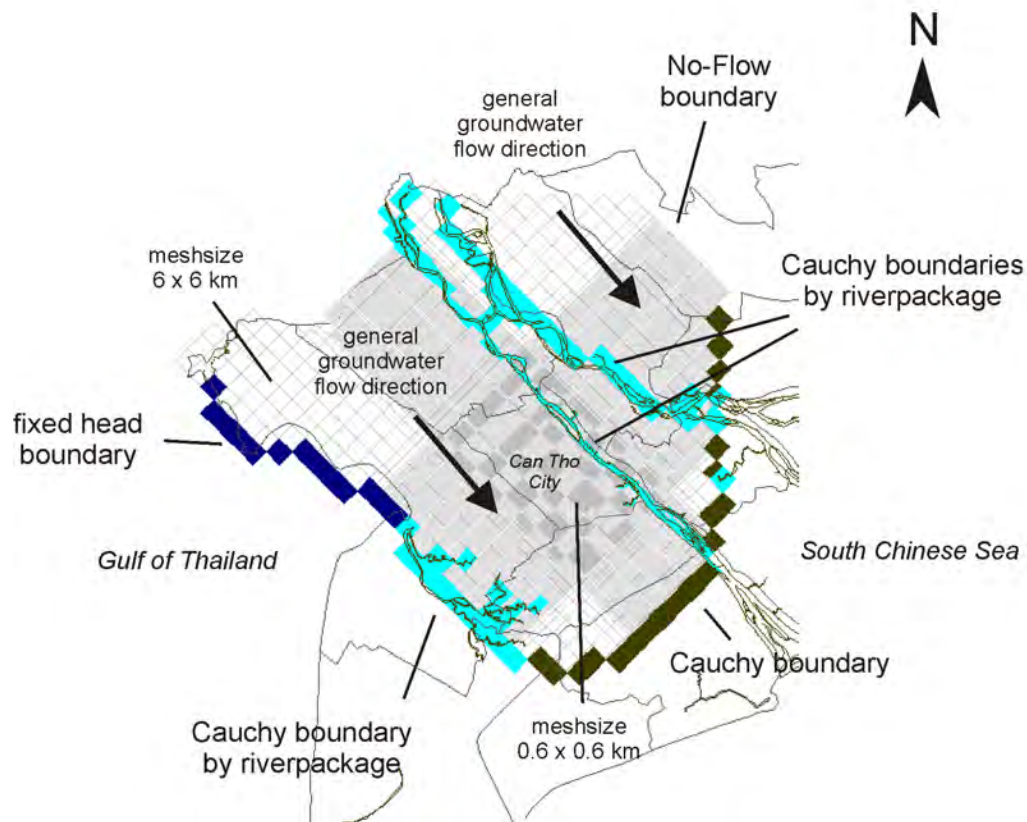 N
No-Flow
boundary
general
groundwater
flow direction
meshsize
6 x 6 km
Cauchy boundaries
by riverpackage
general
groundwater
flow direction
fixed head
boundary
Can Tho
City
Gulf of Thailand
South Chinese Sea
Cauchy boundary
Cauchy boundary
by riverpackage
meshsize
0.6 x 0.6 km